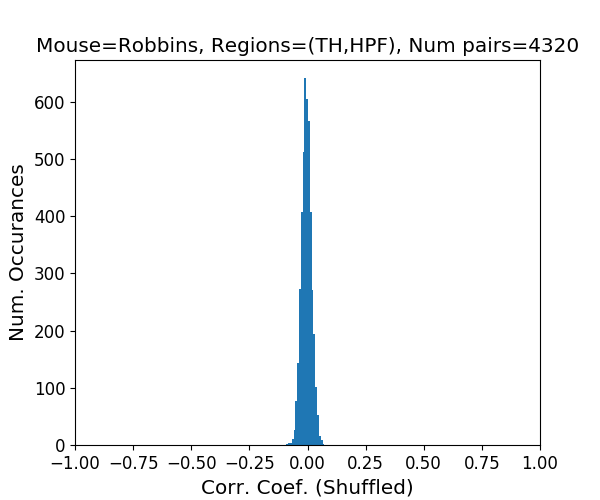 Mouse=Robbins, Regions=(TH,HPF), Num pairs=4320
Num. Occurances
600
500
400
300
200
100
0
−1.00 −0.75 −0.50 −0.25 0.00 0.25 0.50 0.75 1.00
Corr. Coef. (Shuffled)